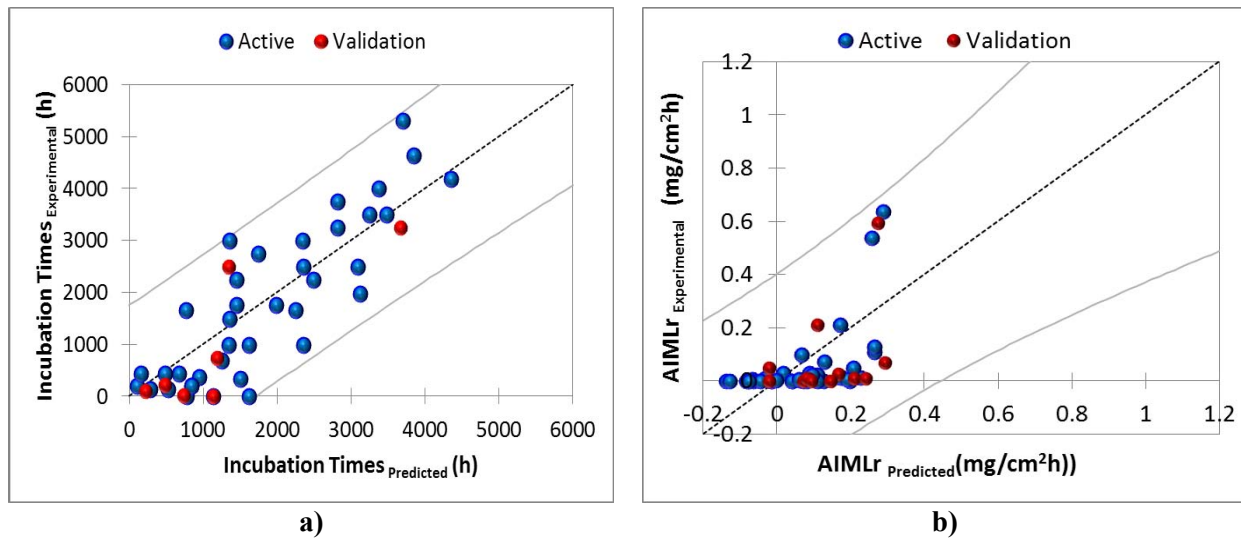 Active Validation
Incubation Times Experimental (h)
6000
5000
4000
3000
2000
1000
0
0 1000 2000 3000 4000 5000 6000
Incubation Times Predicted (h)
a)
Active Validation
AIMLr Experimental (mg/cm²h)
1.2
1
0.8
0.6
0.4
0.2
0
-0.2
-0.2 0 0.2 0.4 0.6 0.8 1 1.2
AIMLr Predicted(mg/cm²h))
b)